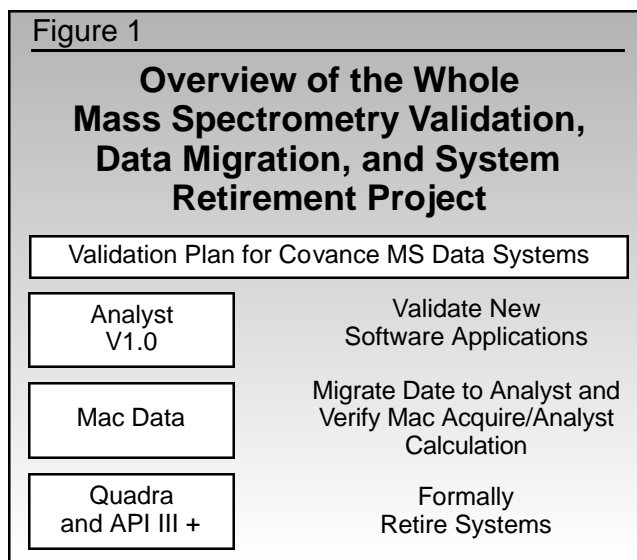 Figure 1
Overview of the Whole
Mass Spectrometry Validation,
Data Migration, and System
Retirement Project
Validation Plan for Covance MS Data Systems
Analyst
V1.0
Validate New
Software Applications
Mac Data
Migrate Date to Analyst and
Verify Mac Acquire/Analyst
Calculation
Quadra
and API III +
Formally
Retire Systems